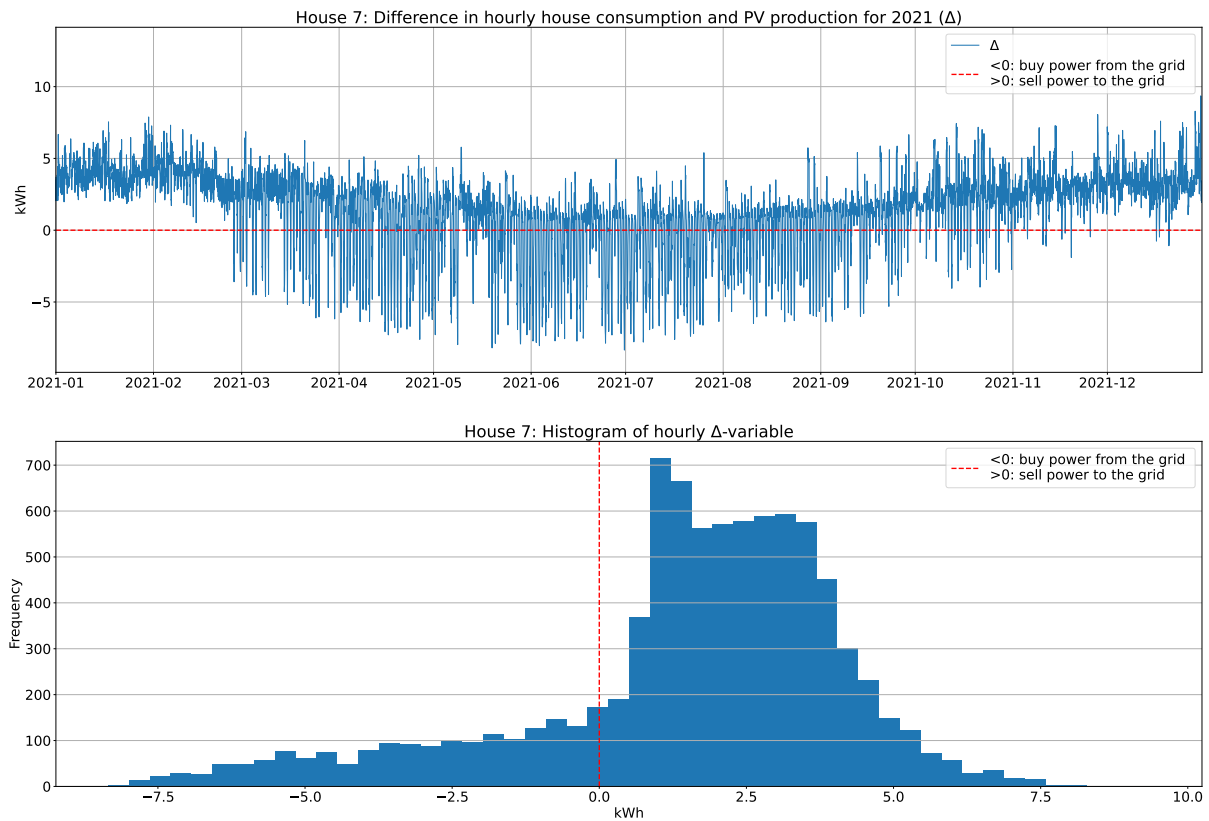 House 7: Difference in hourly house consumption and PV production for 2021 (Δ)
Δ
<0: buy power from the grid
>0: sell power to the grid
kWh
10
5
0
−5
2021-01 2021-02 2021-03 2021-04 2021-05 2021-06 2021-07 2021-08 2021-09 2021-10 2021-11 2021-12
House 7: Histogram of hourly Δ-variable
<0: buy power from the grid
>0: sell power to the grid
Frequency
700
600
500
400
300
200
100
0
−7.5 −5.0 −2.5 0.0 2.5 5.0 7.5 10.0
kWh